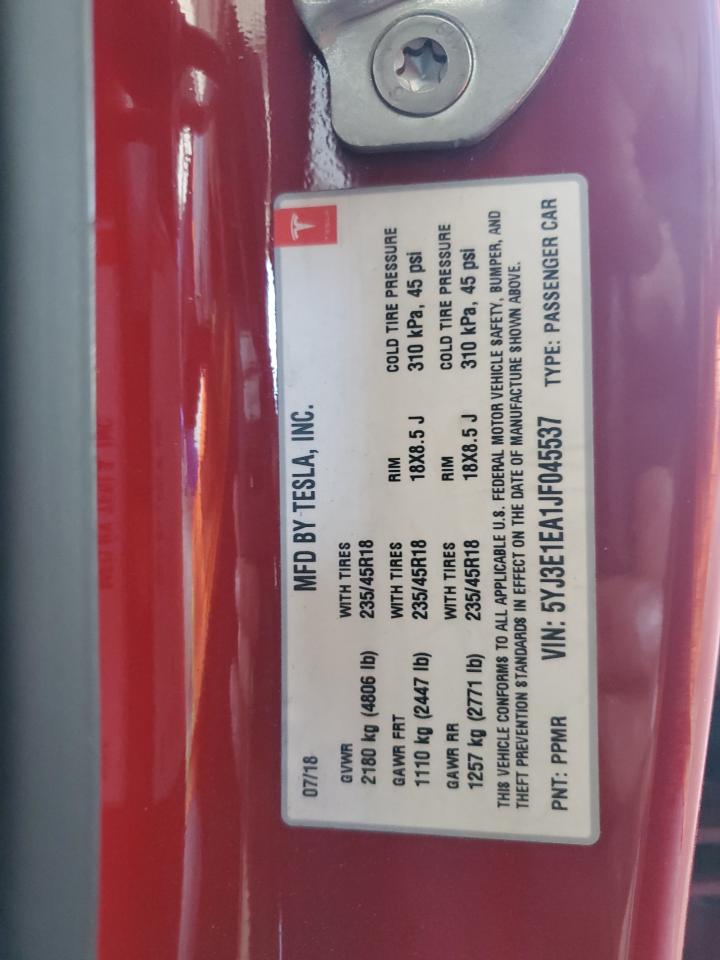 TESLA
MFD BY TESLA, INC.
07/18
GVWR WITH TIRES
2180 kg (4806 lb) 235/45R18
GAWR FRT WITH TIRES RIM COLD TIRE PRESSURE
1110 kg (2447 lb) 235/45R18 18X8.5 J 310 kPa, 45 psi
GAWR RR WITH TIRES RIM COLD TIRE PRESSURE
1257 kg (2771 lb) 235/45R18 18X8.5 J 310 kPa, 45 psi
THIS VEHICLE CONFORMS TO ALL APPLICABLE U.S. FEDERAL MOTOR VEHICLE SAFETY, BUMPER, AND
THEFT PREVENTION STANDARDS IN EFFECT ON THE DATE OF MANUFACTURE SHOWN ABOVE.
PNT: PPMR VIN: 5YJ3E1EA1JF045537 TYPE: PASSENGER CAR